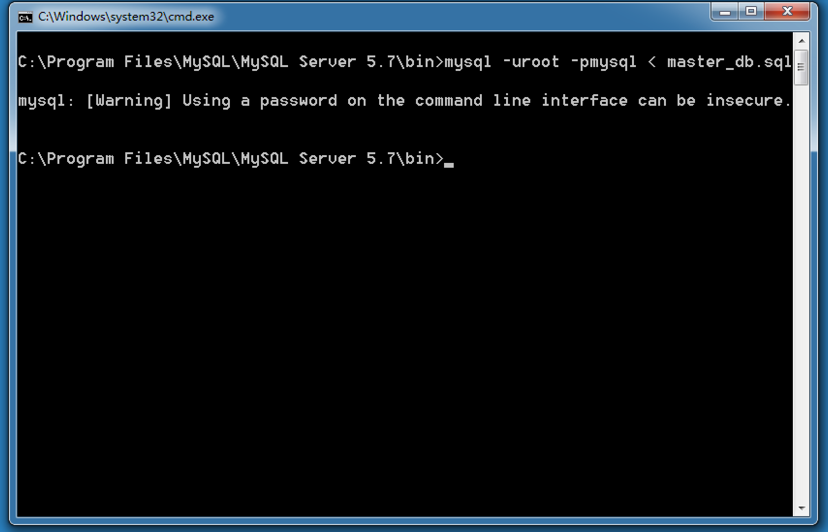 C:\Windows\system32\cmd.exe
C:\Program Files\MySQL\MySQL Server 5.7\bin>mysql -uroot -pmysql < master_db.sql
mysql: [Warning] Using a password on the command line interface can be insecure.
C:\Program Files\MySQL\MySQL Server 5.7\bin>_